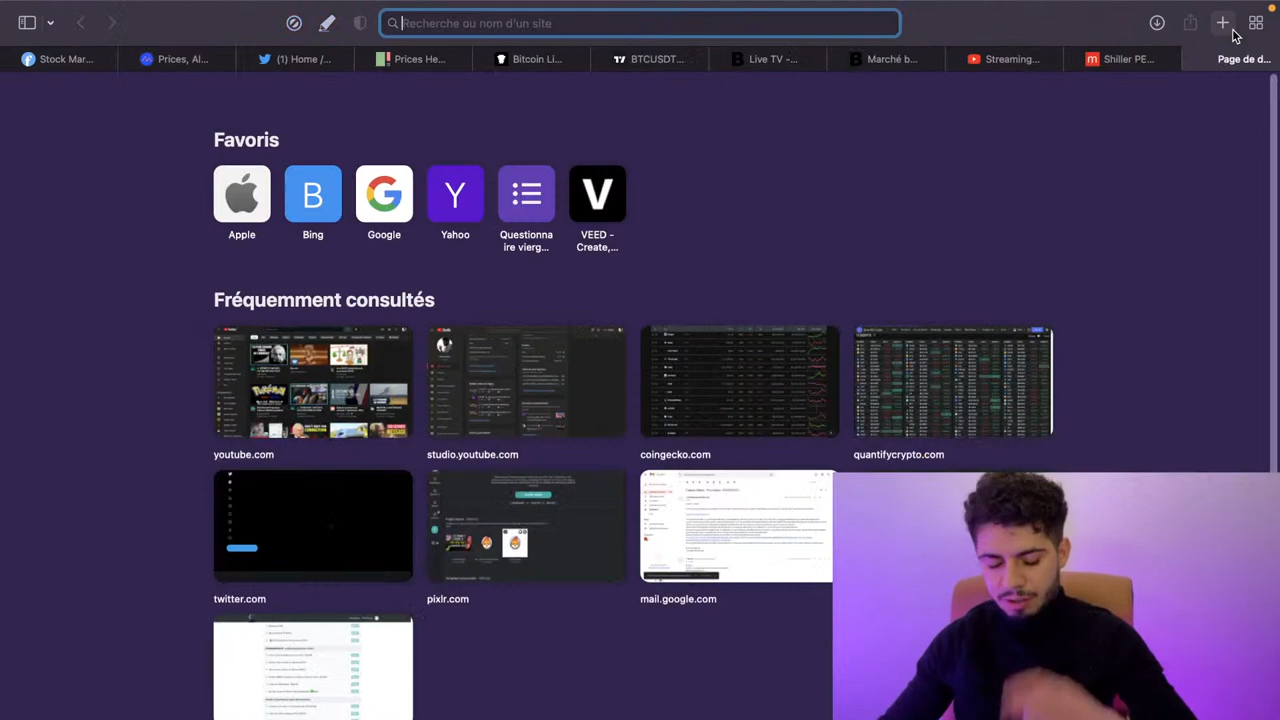 Recherche ou nom d'un site
Stock Mar...
Prices, Al...
(1) Home /...
Prices He...
Bitcoin Li...
BTCUSDT...
Live TV -...
Marché b...
Streaming...
Shiller PE...
Page de d...
Favoris
B
Y
V
Apple
Bing
Google
Yahoo
Questionna
ire vierg...
VEED -
Create,...
Fréquemment consultés
youtube.com
studio.youtube.com
coingecko.com
quantifycrypto.com
twitter.com
pixlr.com
mail.google.com